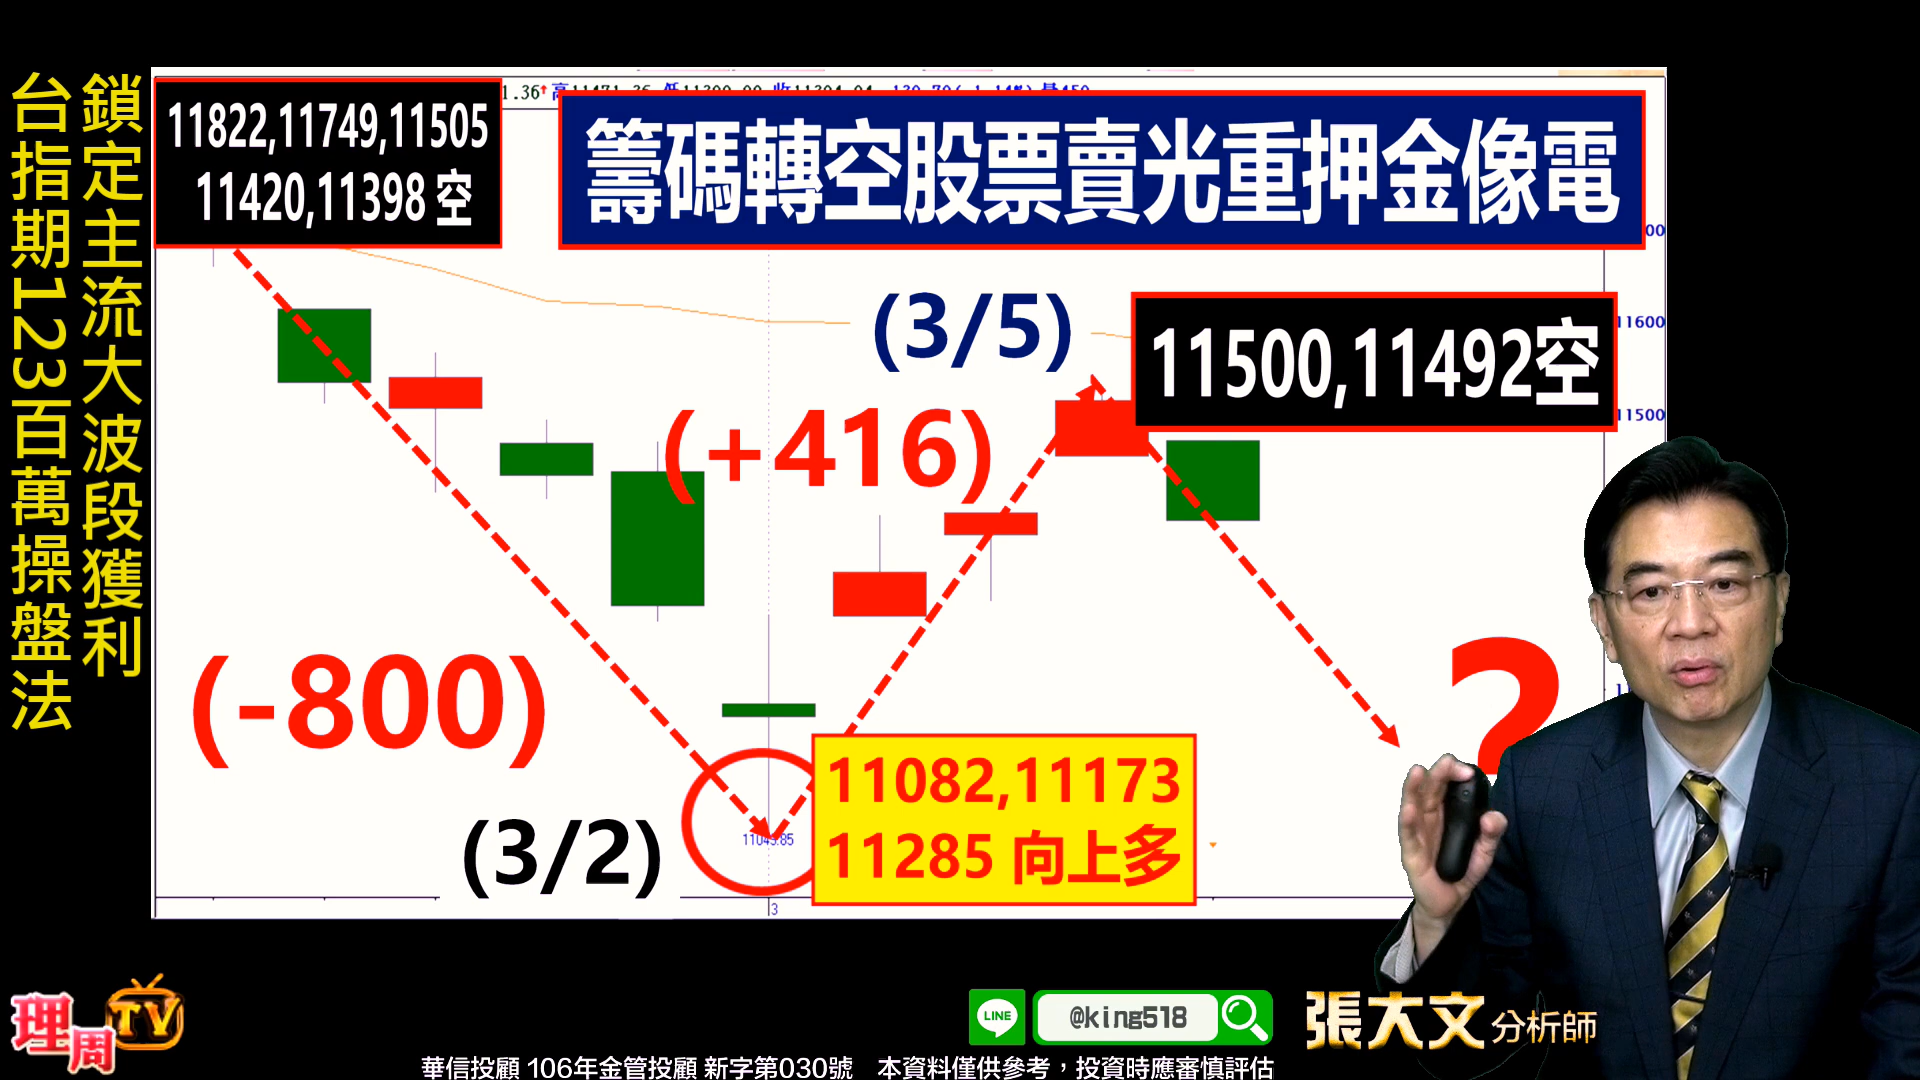 鎖定主流大波段獲利
台指期123百萬操盤法
11822,11749,11505
11420,11398 空
籌碼轉空股票賣光重押金像電
(3/5)
11600
11500,11492空
11500
(+416)
(-800)
?
11082,11173
11285 向上多
(3/2)
3
理周TV
LINE
@king518
張大文 分析師
華信投顧 106年金管投顧 新字第030號 本資料僅供參考，投資時應審慎評估